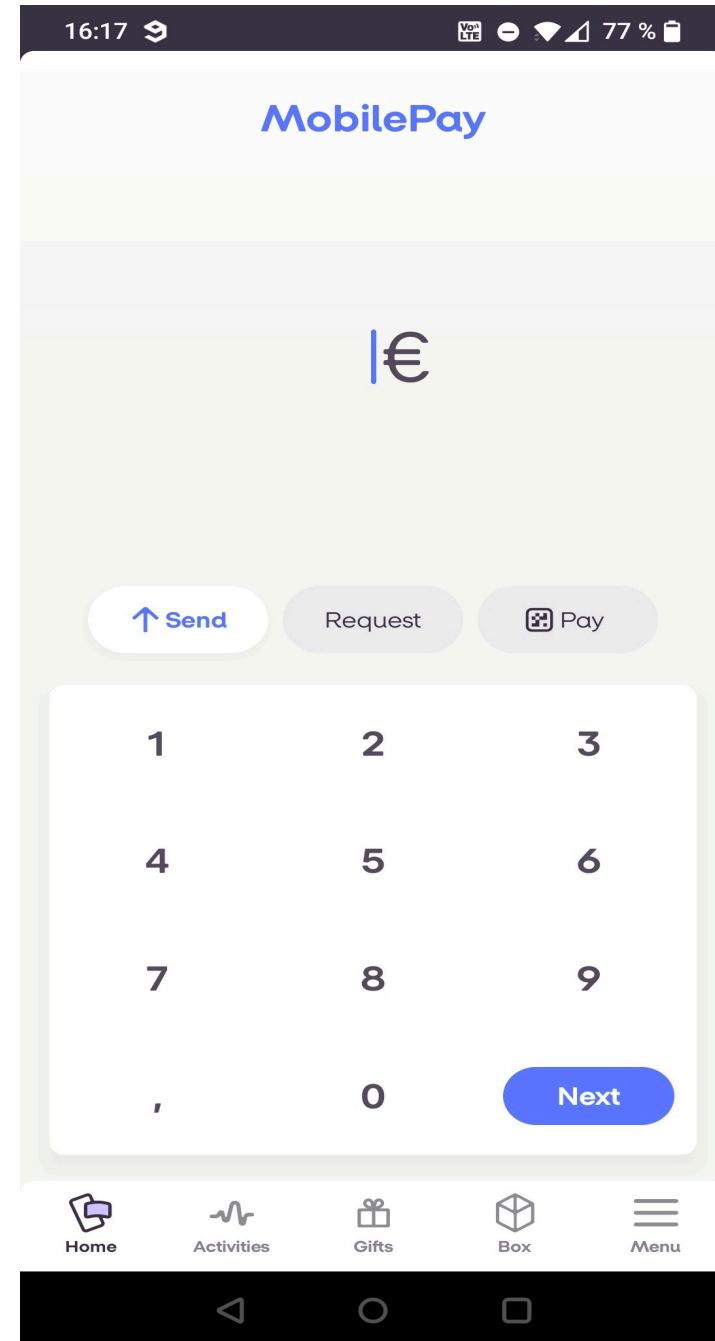 16:17 VoLTE 77 %
MobilePay
€
Send Request Pay
1 2 3
4 5 6
7 8 9
, 0 Next
Home Activities Gifts Box Menu